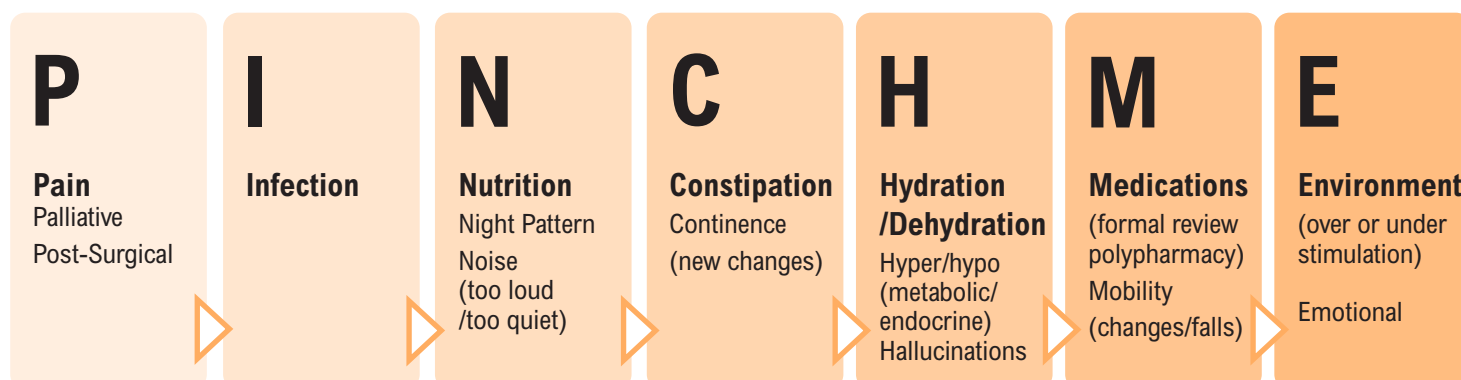 P
Pain
Palliative
Post-Surgical
I
Infection
N
Nutrition
Night Pattern
Noise
(too loud
/too quiet)
C
Constipation
Continence
(new changes)
H
Hydration
/Dehydration
Hyper/hypo
(metabolic/
endocrine)
Hallucinations
M
Medications
(formal review
polypharmacy)
Mobility
(changes/falls)
E
Environment
(over or under
stimulation)
Emotional